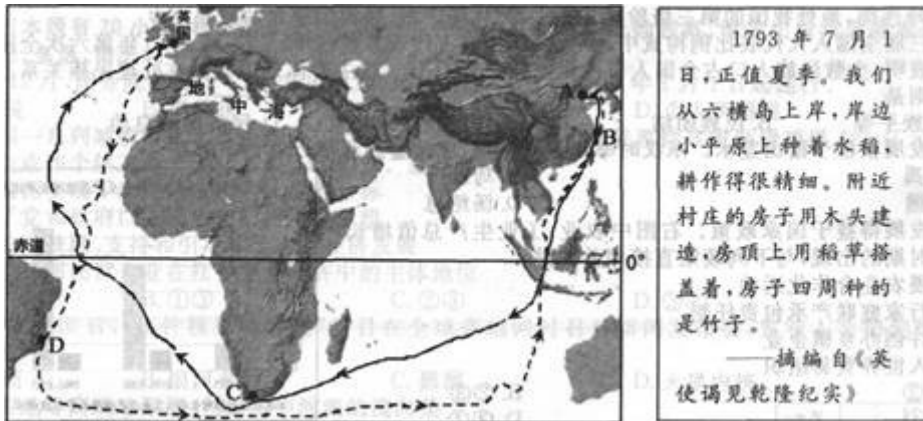 英国
地 中 海
A
B
赤道
0°
D
C
1793 年 7 月 1
日,正值夏季。我们
从六横岛上岸,岸边
小平原上种着水稻,
耕作得很精细。附近
村庄的房子用木头建
造,房顶上用稻草搭
盖着,房子四周种的
是竹子。
——摘编自《英
使谒见乾隆纪实》